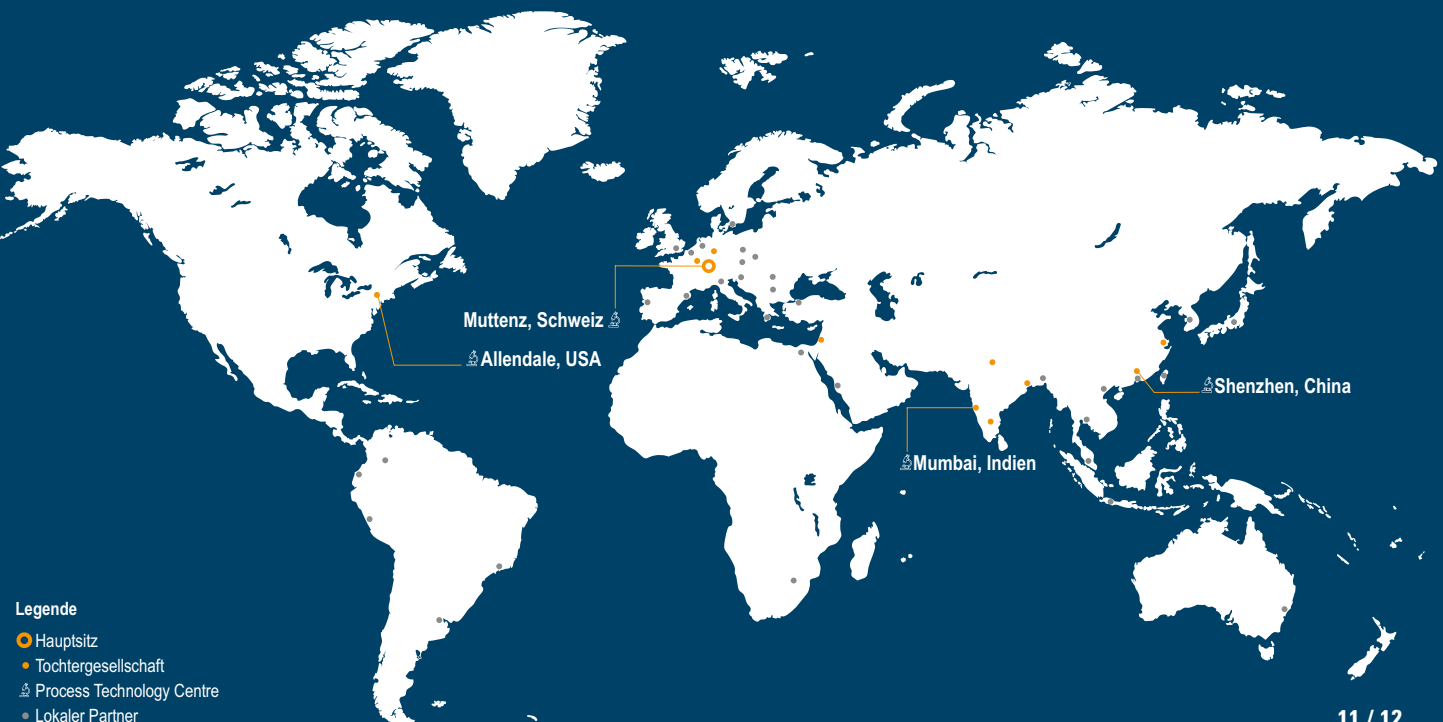 Muttenz, Schweiz
Allendale, USA
Shenzhen, China
Mumbai, Indien
Legende
Hauptsitz
Tochtergesellschaft
Process Technology Centre
Lokaler Partner
11 / 12